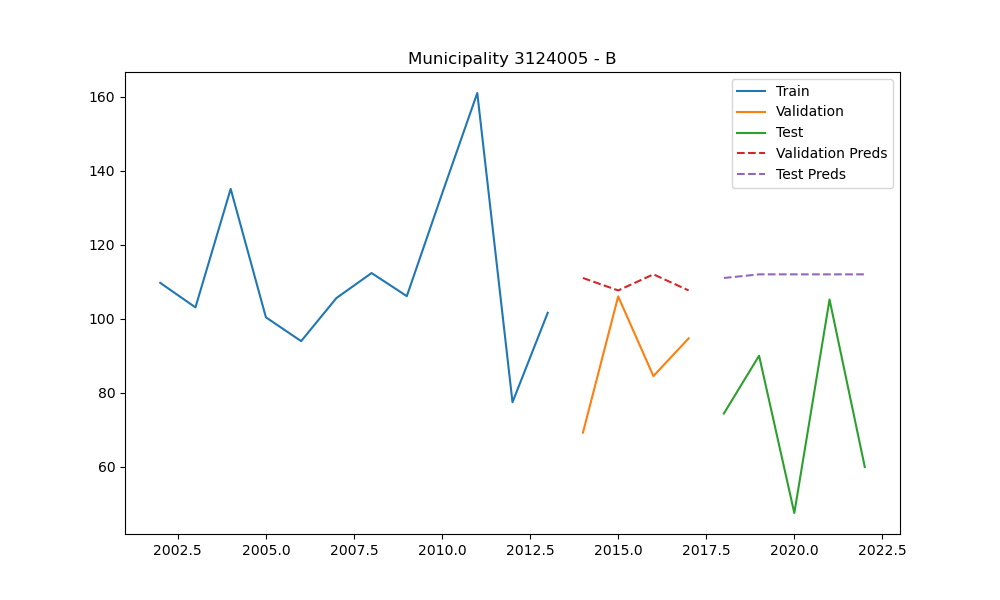 Municipality 3124005 - B
Train
Validation
Test
Validation Preds
Test Preds
160
140
120
100
80
60
2002.5 2005.0 2007.5 2010.0 2012.5 2015.0 2017.5 2020.0 2022.5